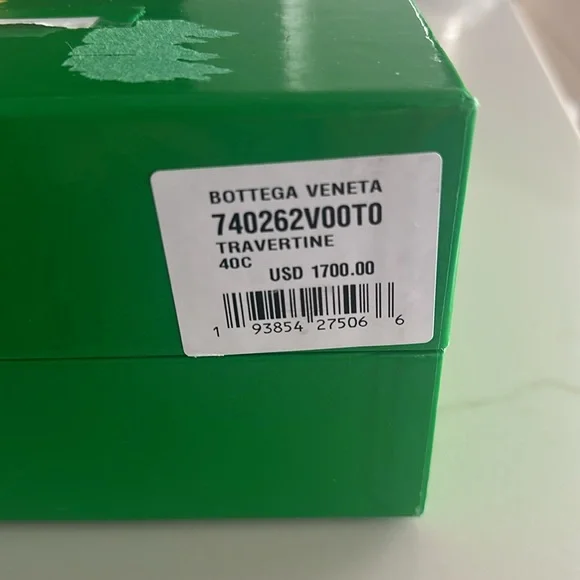 BOTTEGA VENETA
740262V00T0
TRAVERTINE
40C
USD 1700.00
1 93854 27506 6